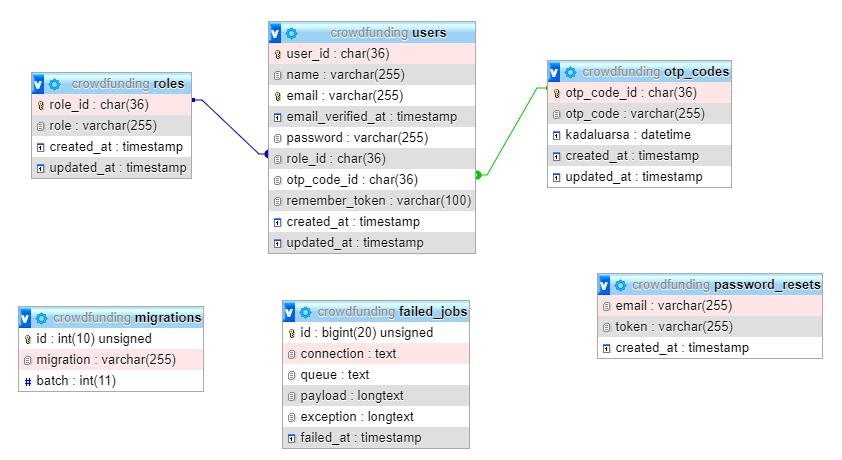 crowdfunding users
user_id : char(36)
name : varchar(255)
email : varchar(255)
email_verified_at : timestamp
password : varchar(255)
role_id : char(36)
otp_code_id : char(36)
remember_token : varchar(100)
created_at : timestamp
updated_at : timestamp
crowdfunding roles
role_id : char(36)
role : varchar(255)
created_at : timestamp
updated_at : timestamp
crowdfunding otp_codes
otp_code_id : char(36)
otp_code : varchar(255)
kadaluarsa : datetime
created_at : timestamp
updated_at : timestamp
crowdfunding migrations
id : int(10) unsigned
migration : varchar(255)
# batch : int(11)
crowdfunding failed_jobs
id : bigint(20) unsigned
connection : text
queue : text
payload : longtext
exception : longtext
failed_at : timestamp
crowdfunding password_resets
email : varchar(255)
token : varchar(255)
created_at : timestamp